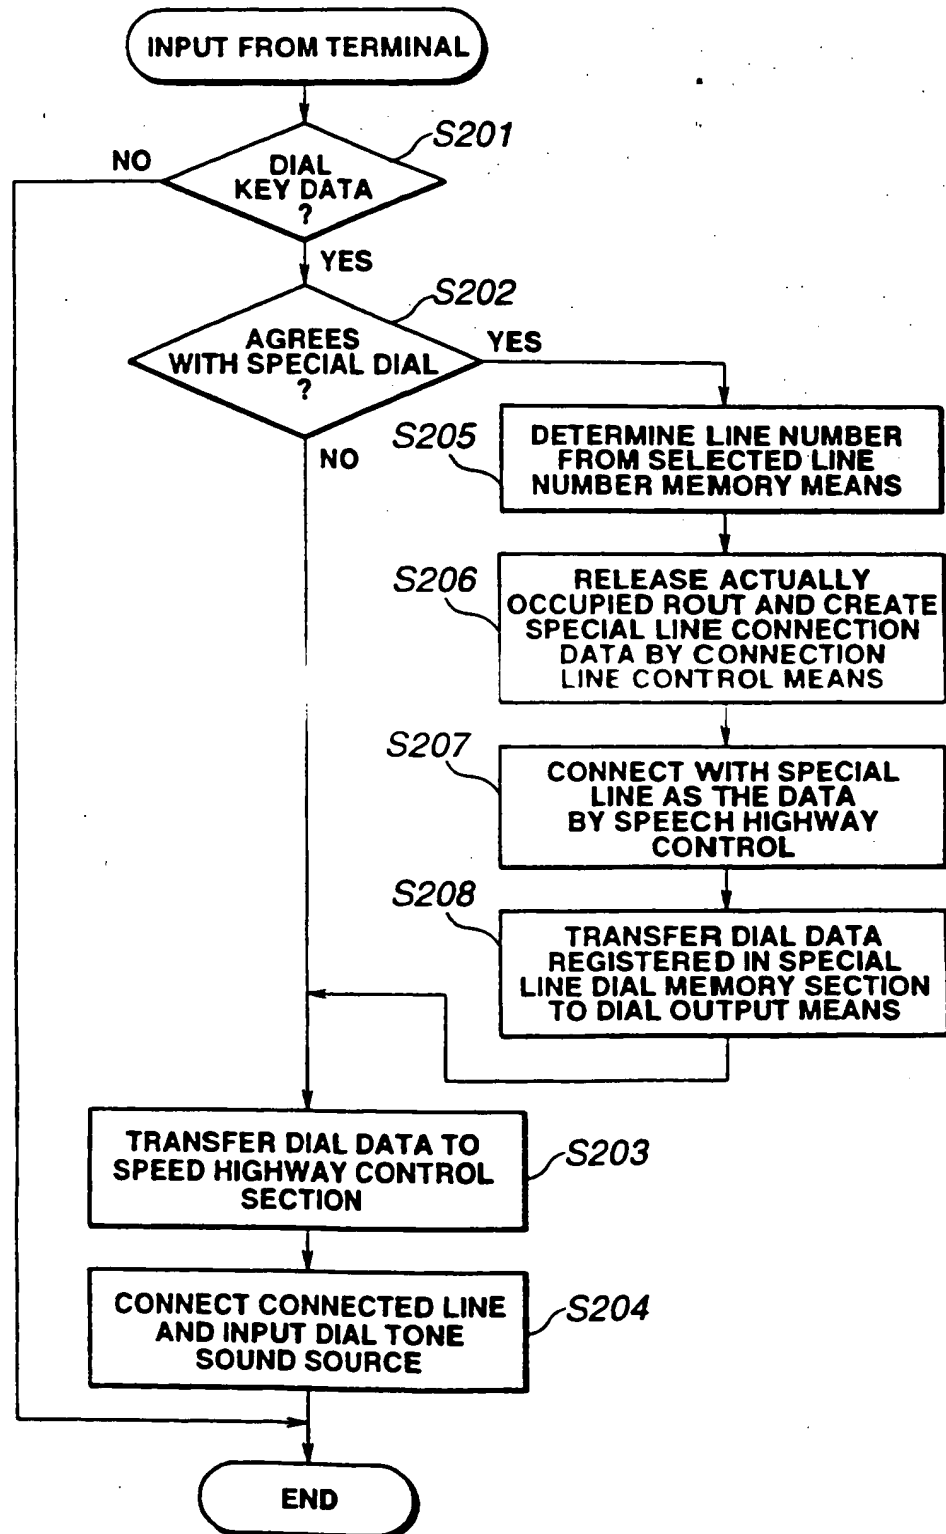 INPUT FROM TERMINAL
S201
NO
DIAL
KEY DATA
?
YES
S202
AGREES
WITH SPECIAL DIAL
?
YES
NO
S205
DETERMINE LINE NUMBER
FROM SELECTED LINE
NUMBER MEMORY MEANS
S206
RELEASE ACTUALLY
OCCUPIED ROUT AND CREATE
SPECIAL LINE CONNECTION
DATA BY CONNECTION
LINE CONTROL MEANS
S207
CONNECT WITH SPECIAL
LINE AS THE DATA
BY SPEECH HIGHWAY
CONTROL
S208
TRANSFER DIAL DATA
REGISTERED IN SPECIAL
LINE DIAL MEMORY SECTION
TO DIAL OUTPUT MEANS
TRANSFER DIAL DATA TO
SPEED HIGHWAY CONTROL
SECTION
S203
CONNECT CONNECTED LINE
AND INPUT DIAL TONE
SOUND SOURCE
S204
END